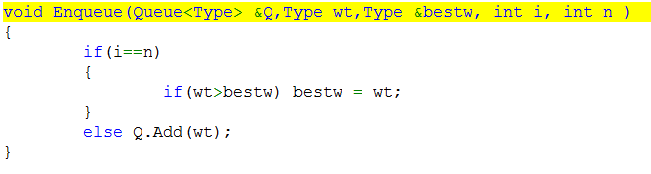 void Enqueue(Queue<Type> &Q,Type wt,Type &bestw, int i, int n )
{
        if(i==n)
        {
                if(wt>bestw) bestw = wt;
        }
        else Q.Add(wt);
}